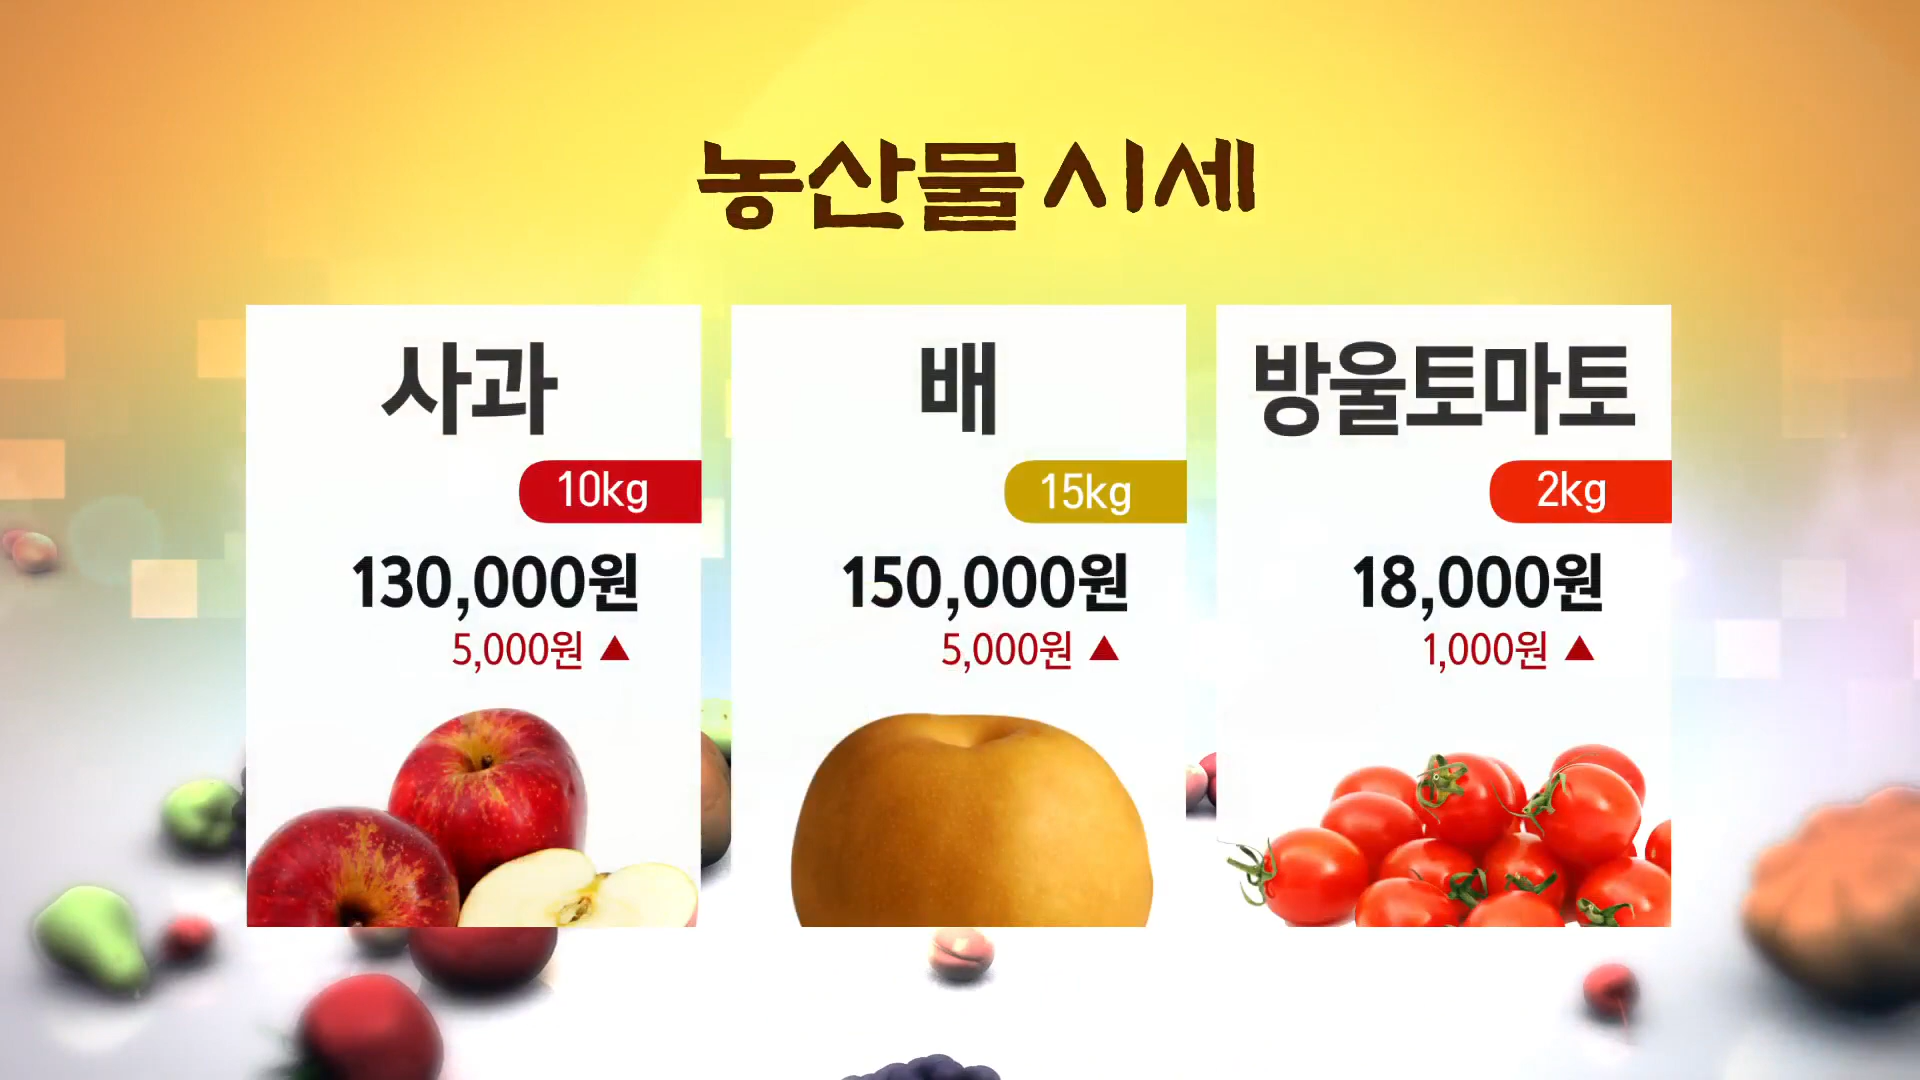 농산물 시세
사과
10kg
130,000원
5,000원 ▲
배
15kg
150,000원
5,000원 ▲
방울토마토
2kg
18,000원
1,000원 ▲